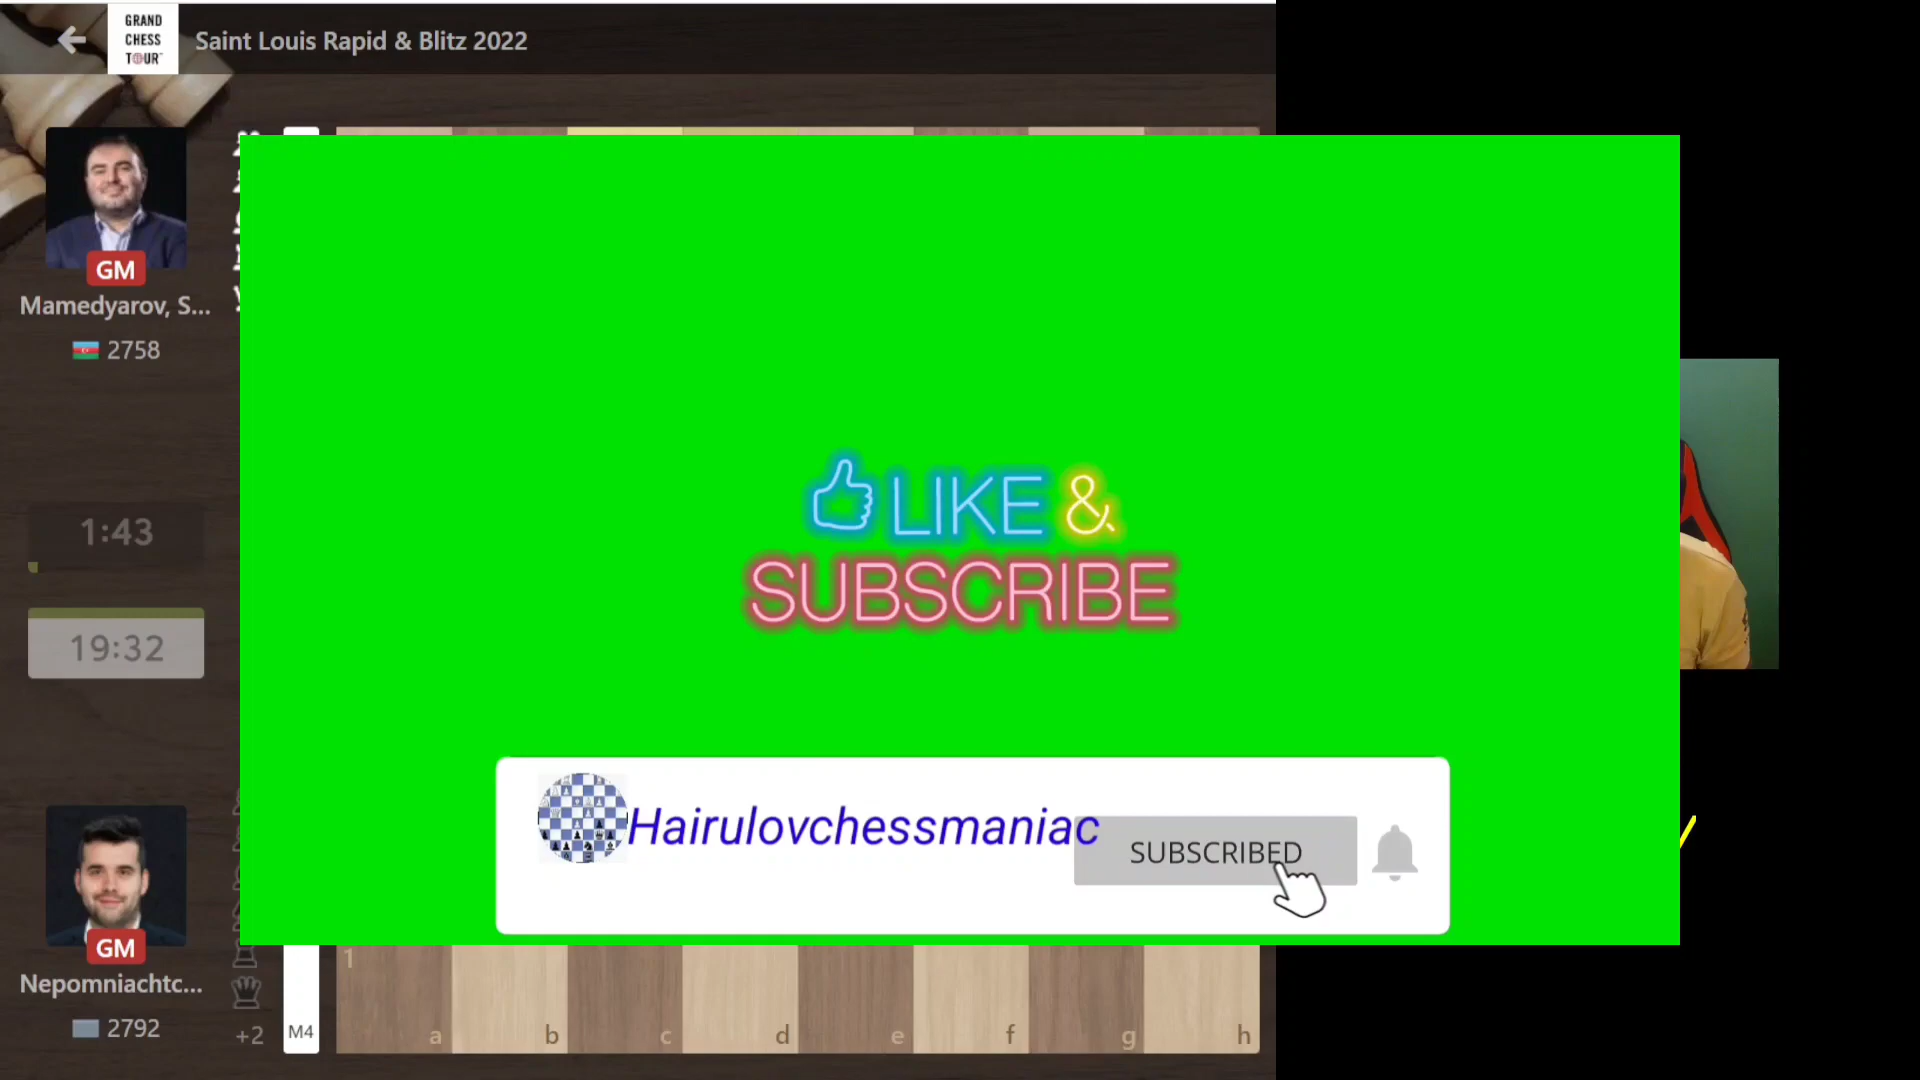 GRAND
CHESS
TOUR
Saint Louis Rapid & Blitz 2022
GM
Mamedyarov, S...
2758
1:43
19:32
LIKE &
SUBSCRIBE
Hairulovchessmaniac
SUBSCRIBED
GM
Nepomniachtc...
2792
+2
M4
1
a b c d e f g h